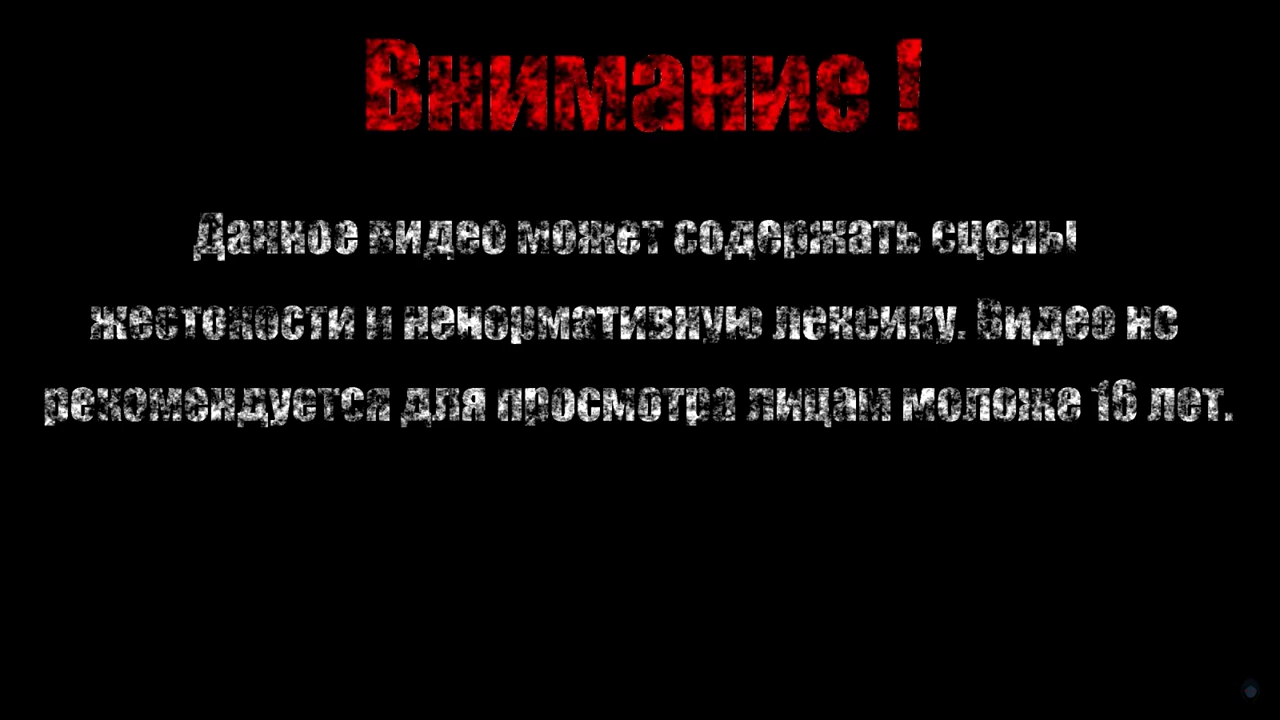 Внимание !
Данное видео может содержать сцены
жестокости и ненормативную лексику. Видео не
рекомендуется для просмотра лицам моложе 16 лет.